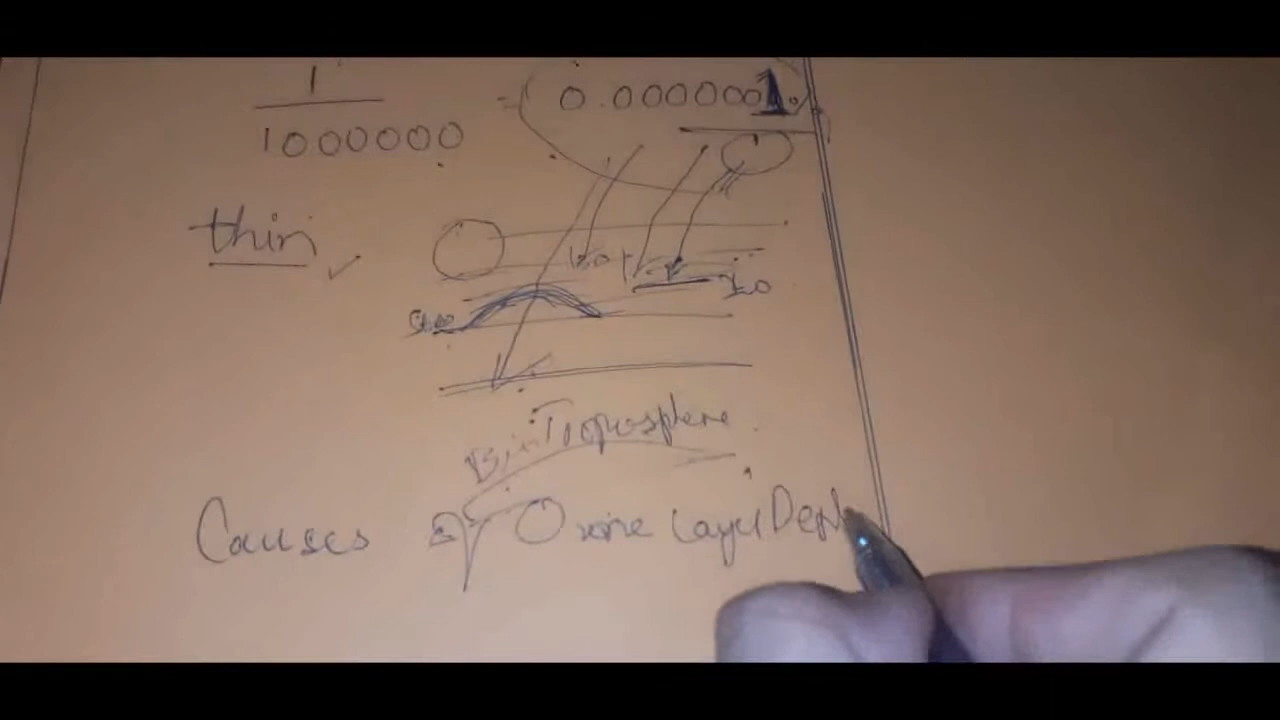 1
1000000
0.0000001
thin
Troposphere
Causes of Ozone Layer Depl